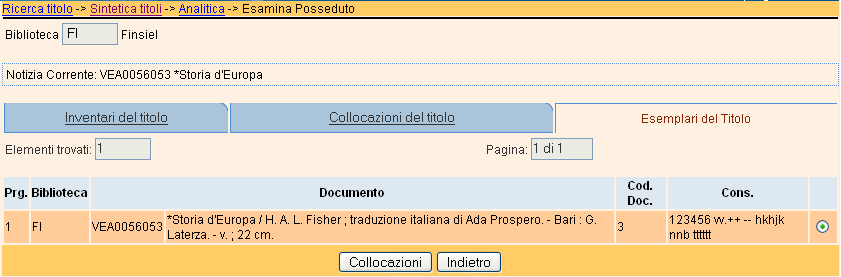 Ricerca titolo -> Sintetica titoli -> Analitica -> Esamina Posseduto
Biblioteca FI Finsiel
Notizia Corrente: VEA0056053 *Storia d'Europa
Inventari del titolo Collocazioni del titolo Esemplari del Titolo
Elementi trovati: 1 Pagina: 1 di 1
Prg. Biblioteca Documento Cod. Doc. Cons.
1 FI VEA0056053 *Storia d'Europa / H. A. L. Fisher ; traduzione italiana di Ada Prospero. - Bari : G. Laterza. - v. ; 22 cm. 3 123456 vv.++ -- hkhjk nnb tttttt
Collocazioni Indietro